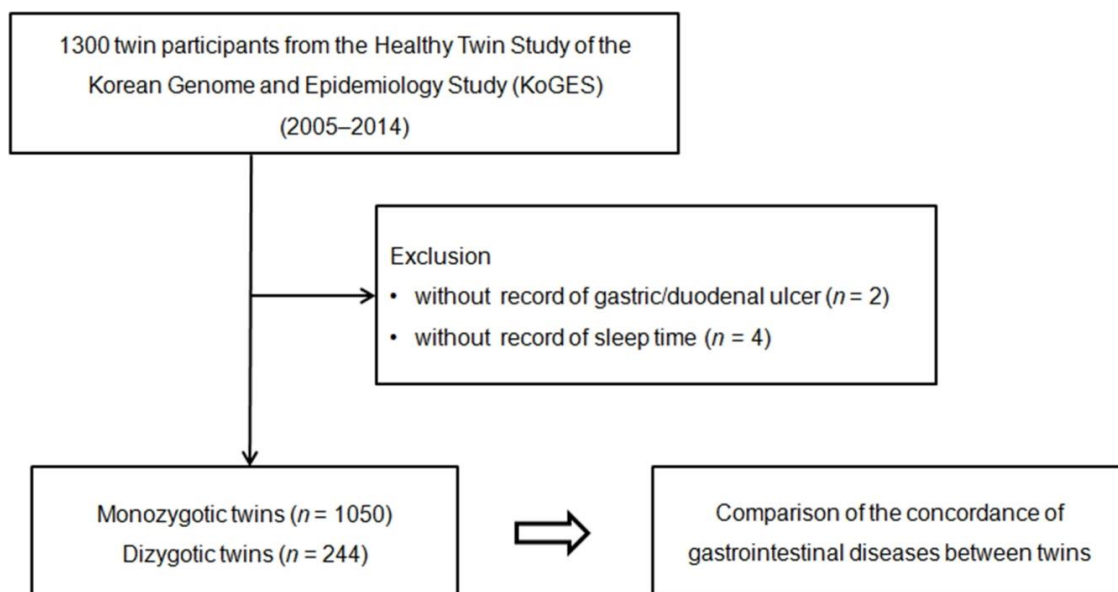 1300 twin participants from the Healthy Twin Study of the
Korean Genome and Epidemiology Study (KoGES)
(2005–2014)
Exclusion
• without record of gastric/duodenal ulcer (n = 2)
• without record of sleep time (n = 4)
Monozygotic twins (n = 1050)
Dizygotic twins (n = 244)
Comparison of the concordance of
gastrointestinal diseases between twins